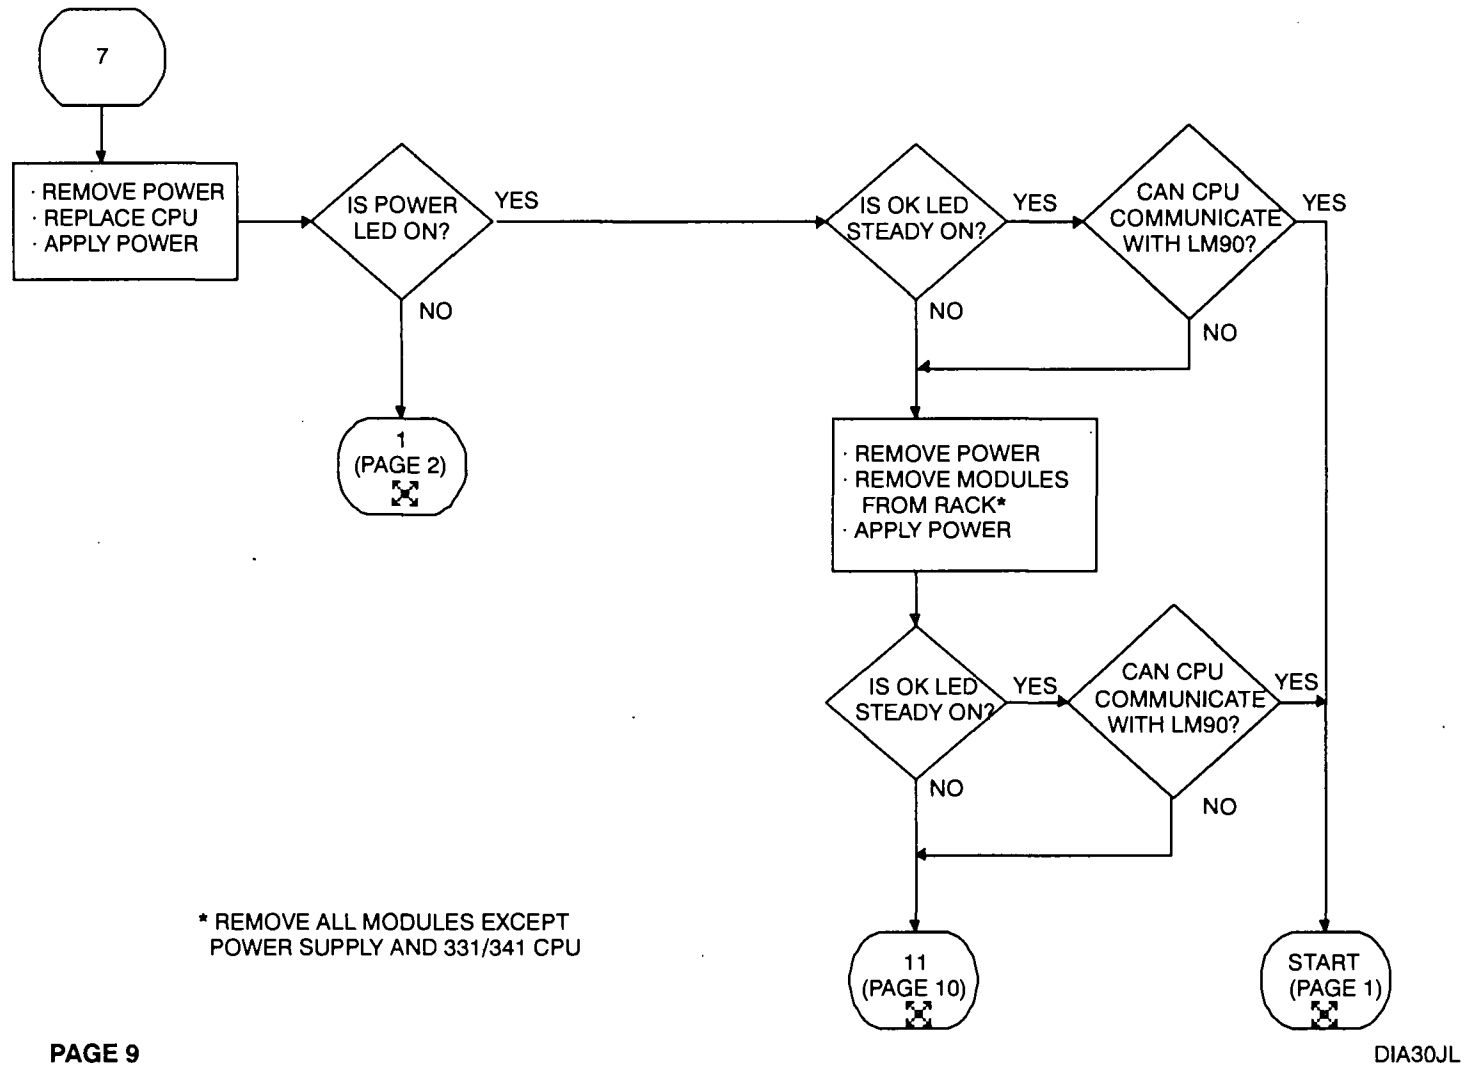 7
· REMOVE POWER
· REPLACE CPU
· APPLY POWER
IS POWER
LED ON?
YES
NO
1
(PAGE 2)
IS OK LED
STEADY ON?
YES
NO
CAN CPU
COMMUNICATE
WITH LM90?
YES
NO
· REMOVE POWER
· REMOVE MODULES
FROM RACK*
· APPLY POWER
IS OK LED
STEADY ON?
YES
NO
CAN CPU
COMMUNICATE
WITH LM90?
YES
NO
* REMOVE ALL MODULES EXCEPT
POWER SUPPLY AND 331/341 CPU
11
(PAGE 10)
START
(PAGE 1)
PAGE 9
DIA30JL